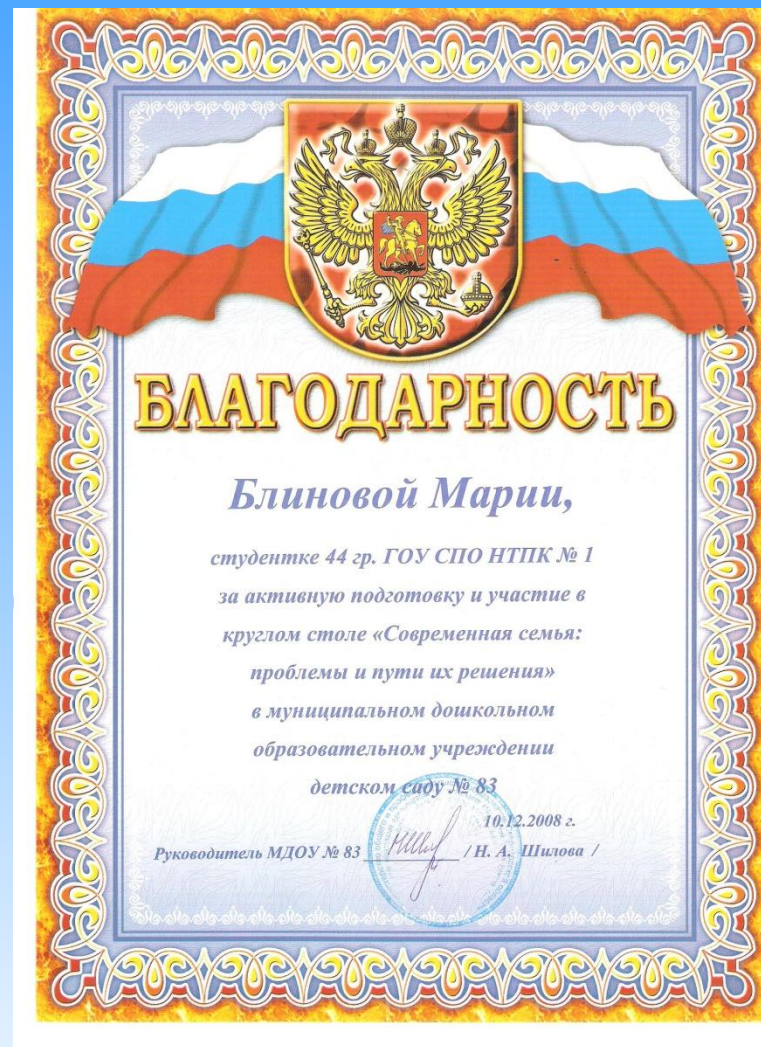 БЛАГОДАРНОСТЬ
Блиновой Марии,
студентке 44 гр. ГОУ СПО НТПК № 1
за активную подготовку и участие в
круглом столе «Современная семья:
проблемы и пути их решения»
в муниципальном дошкольном
образовательном учреждении
детском саду № 83
10.12.2008 г.
Руководитель МДОУ № 83 / Н. А. Шилова /